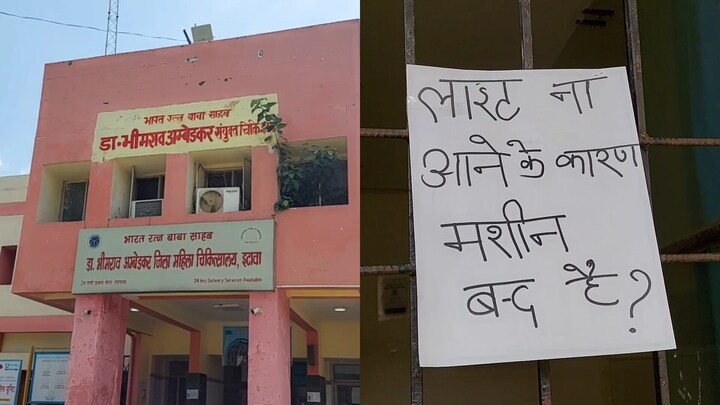 भारत रत्न बाबा साहब
डा॰ भीमराव अम्बेडकर संयुक्त चिकि
भारत रत्न बाबा साहब
डा. भीमराव अम्बेडकर जिला महिला चिकित्सालय, इटावा
24 Hrs Delivery Services Available
लाईट ना
आने के कारण
मशीन
बन्द है?